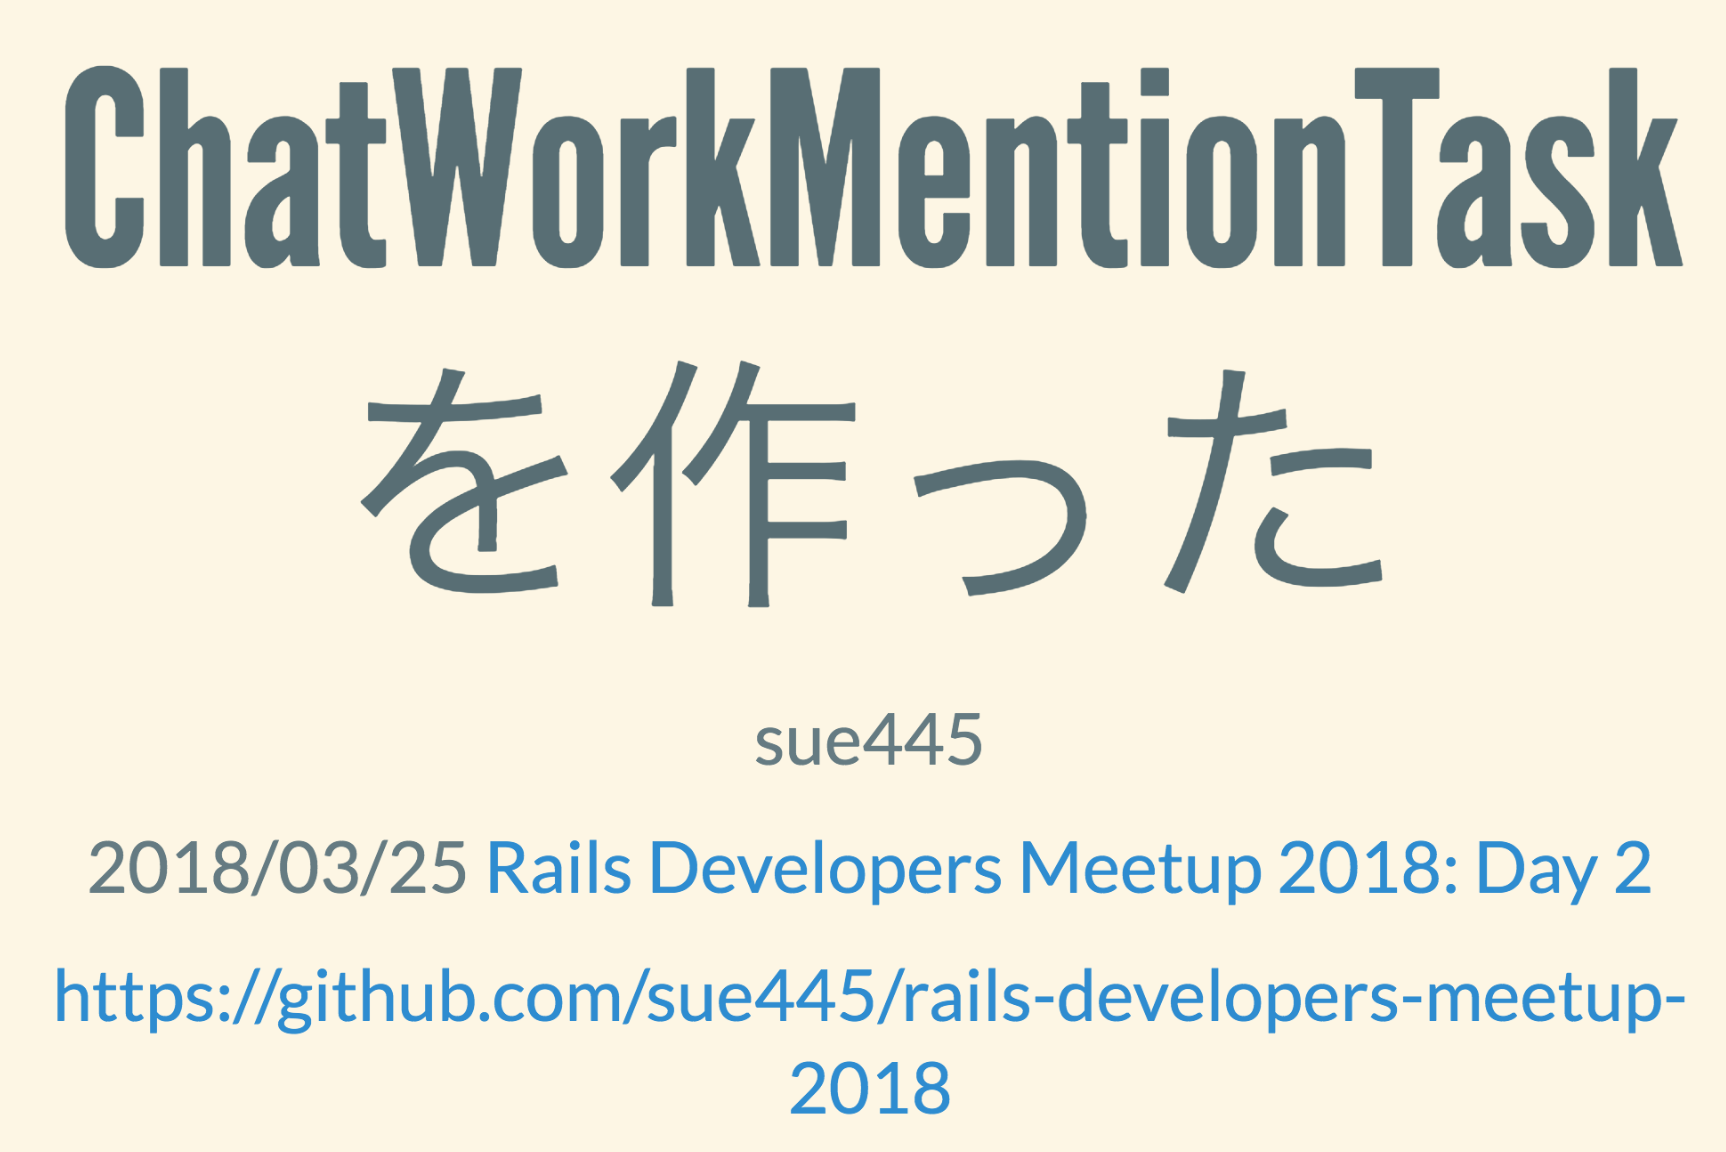 ChatWorkMentionTask
を作った
sue445
2018/03/25 Rails Developers Meetup 2018: Day 2
https://github.com/sue445/rails-developers-meetup-
2018